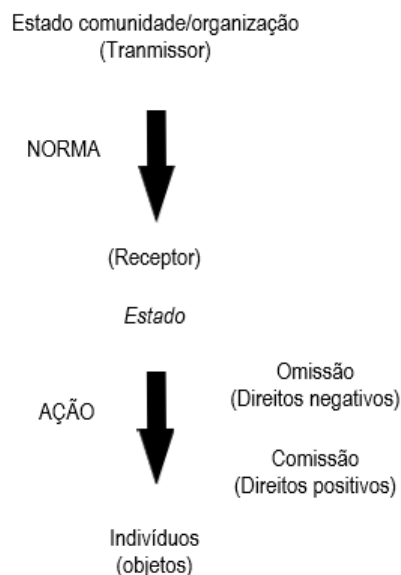 Estado comunidade/organização
(Tranmissor)
NORMA
(Receptor)
Estado
AÇÃO
Omissão
(Direitos negativos)
Comissão
(Direitos positivos)
Indivíduos
(objetos)